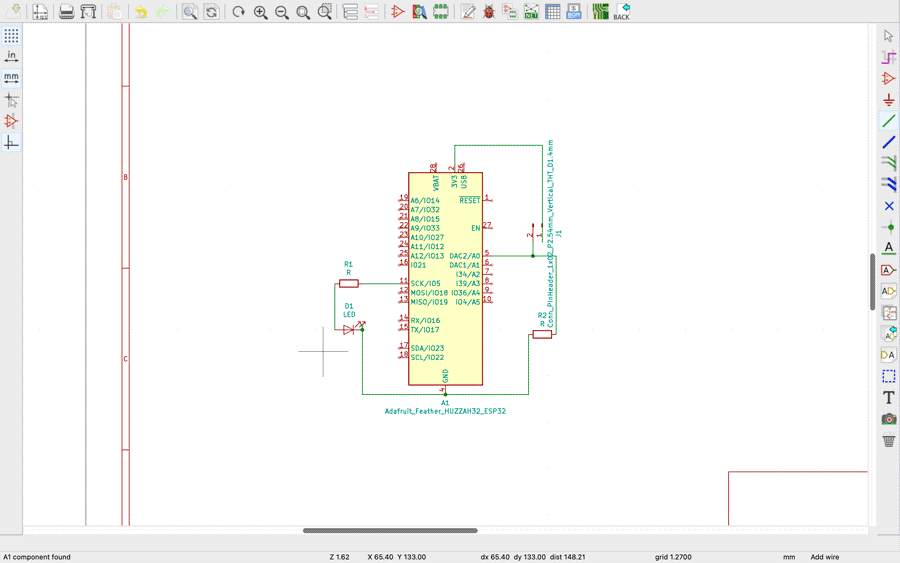 BACK
in
mm
B
C
28
VBAT
2
3V3
26
USB
19
A6/IO14
20
A7/IO32
21
A8/IO15
22
A9/IO33
23
A10/IO27
24
A11/IO12
25
A12/IO13
16
IO21
11
SCK/IO5
12
MOSI/IO18
13
MISO/IO19
14
RX/IO16
15
TX/IO17
17
SDA/IO23
18
SCL/IO22
RESET 1
EN 27
DAC2/A0 5
DAC1/A1 6
I34/A2 7
I39/A3 8
IO36/A4 9
IO4/A5 10
GND
4
A1
Adafruit_Feather_HUZZAH32_ESP32
R1
R
D1
LED
2
1
J1
Conn_PinHeader_1x02_P2.54mm_Vertical_THT_D1.4mm
R2
R
A
A
A
A
A
T
A1 component found
Z 1.62
X 65.40 Y 133.00
dx 65.40 dy 133.00 dist 148.21
grid 1.2700
mm
Add wire